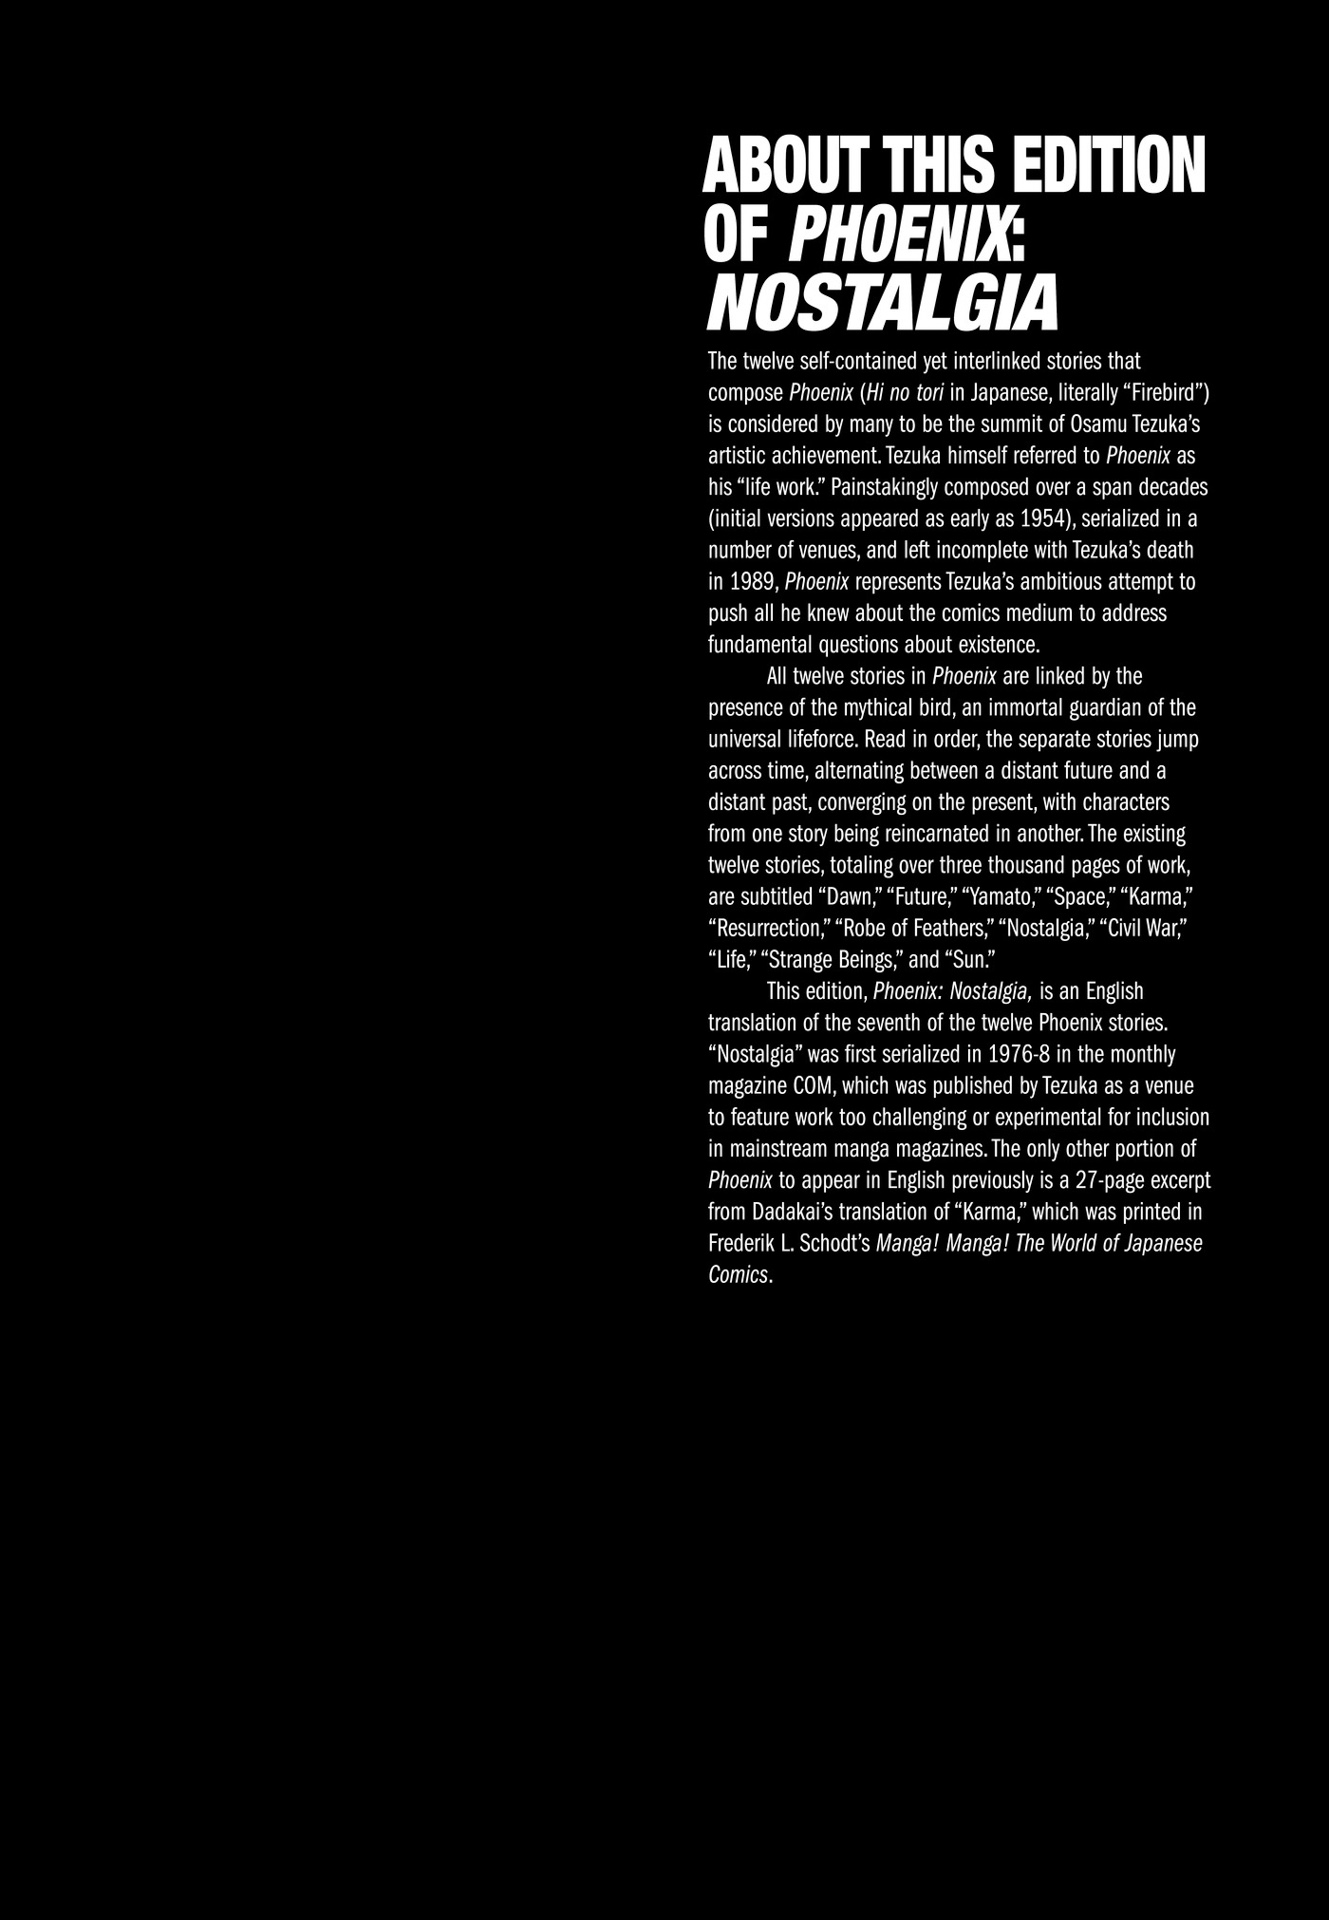 ABOUT THIS EDITION
OF PHOENIX:
NOSTALGIA
The twelve self-contained yet interlinked stories that
compose Phoenix (Hi no tori in Japanese, literally “Firebird”)
is considered by many to be the summit of Osamu Tezuka’s
artistic achievement. Tezuka himself referred to Phoenix as
his “life work.” Painstakingly composed over a span decades
(initial versions appeared as early as 1954), serialized in a
number of venues, and left incomplete with Tezuka’s death
in 1989, Phoenix represents Tezuka’s ambitious attempt to
push all he knew about the comics medium to address
fundamental questions about existence.
All twelve stories in Phoenix are linked by the
presence of the mythical bird, an immortal guardian of the
universal lifeforce. Read in order, the separate stories jump
across time, alternating between a distant future and a
distant past, converging on the present, with characters
from one story being reincarnated in another. The existing
twelve stories, totaling over three thousand pages of work,
are subtitled “Dawn,” “Future,” “Yamato,” “Space,” “Karma,”
“Resurrection,” “Robe of Feathers,” “Nostalgia,” “Civil War,”
“Life,” “Strange Beings,” and “Sun.”
This edition, Phoenix: Nostalgia, is an English
translation of the seventh of the twelve Phoenix stories.
“Nostalgia” was first serialized in 1976-8 in the monthly
magazine COM, which was published by Tezuka as a venue
to feature work too challenging or experimental for inclusion
in mainstream manga magazines. The only other portion of
Phoenix to appear in English previously is a 27-page excerpt
from Dadakai’s translation of “Karma,” which was printed in
Frederik L. Schodt’s Manga! Manga! The World of Japanese
Comics.